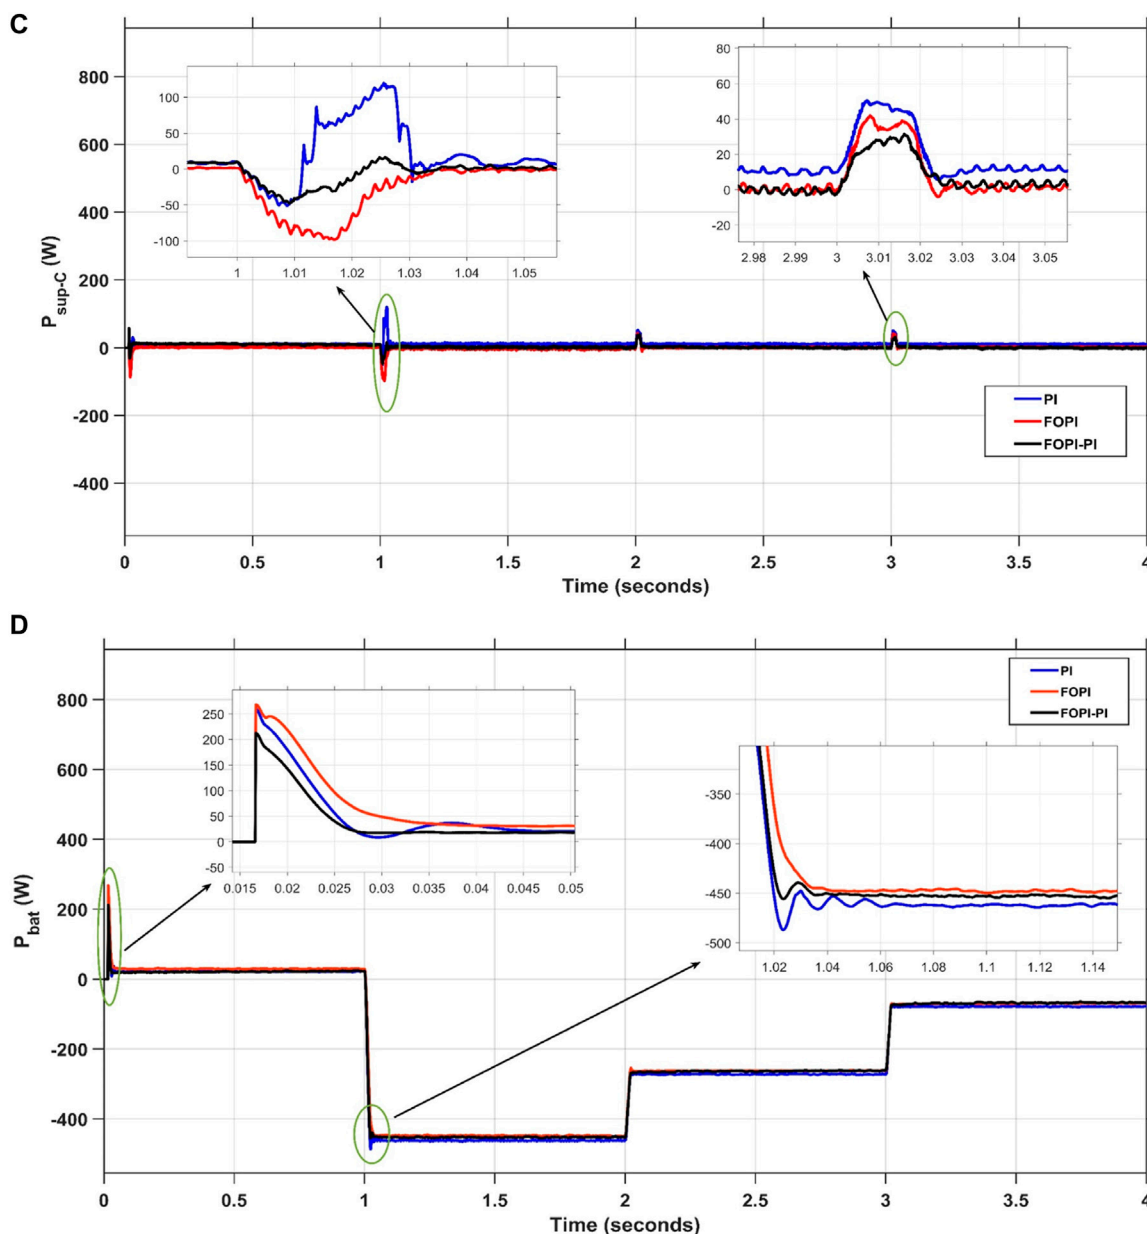 C
800
600
400
200
0
-200
-400
P_sup-C (W)
100
50
0
-50
-100
1 1.01 1.02 1.03 1.04 1.05
80
60
40
20
0
-20
2.98 2.99 3 3.01 3.02 3.03 3.04 3.05
PI
FOPI
FOPI-PI
0 0.5 1 1.5 2 2.5 3 3.5 4
Time (seconds)
D
800
600
400
200
0
-200
-400
P_bat (W)
250
200
150
100
50
0
-50
0.015 0.02 0.025 0.03 0.035 0.04 0.045 0.05
PI
FOPI
FOPI-PI
-350
-400
-450
-500
1.02 1.04 1.06 1.08 1.1 1.12 1.14
0 0.5 1 1.5 2 2.5 3 3.5 4
Time (seconds)